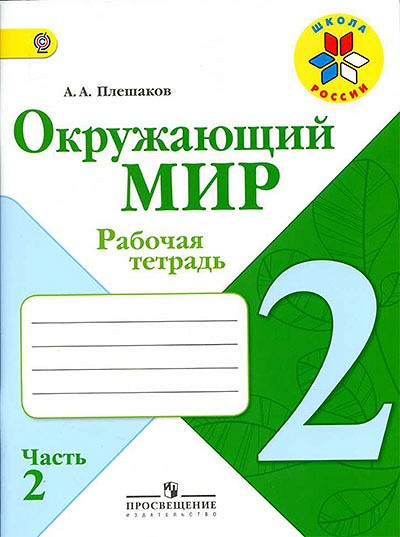 ШКОЛА
РОССИИ
А. А. Плешаков
Окружающий
МИР
Рабочая
тетрадь
2
Часть
2
ПРОСВЕЩЕНИЕ
ИЗДАТЕЛЬСТВО